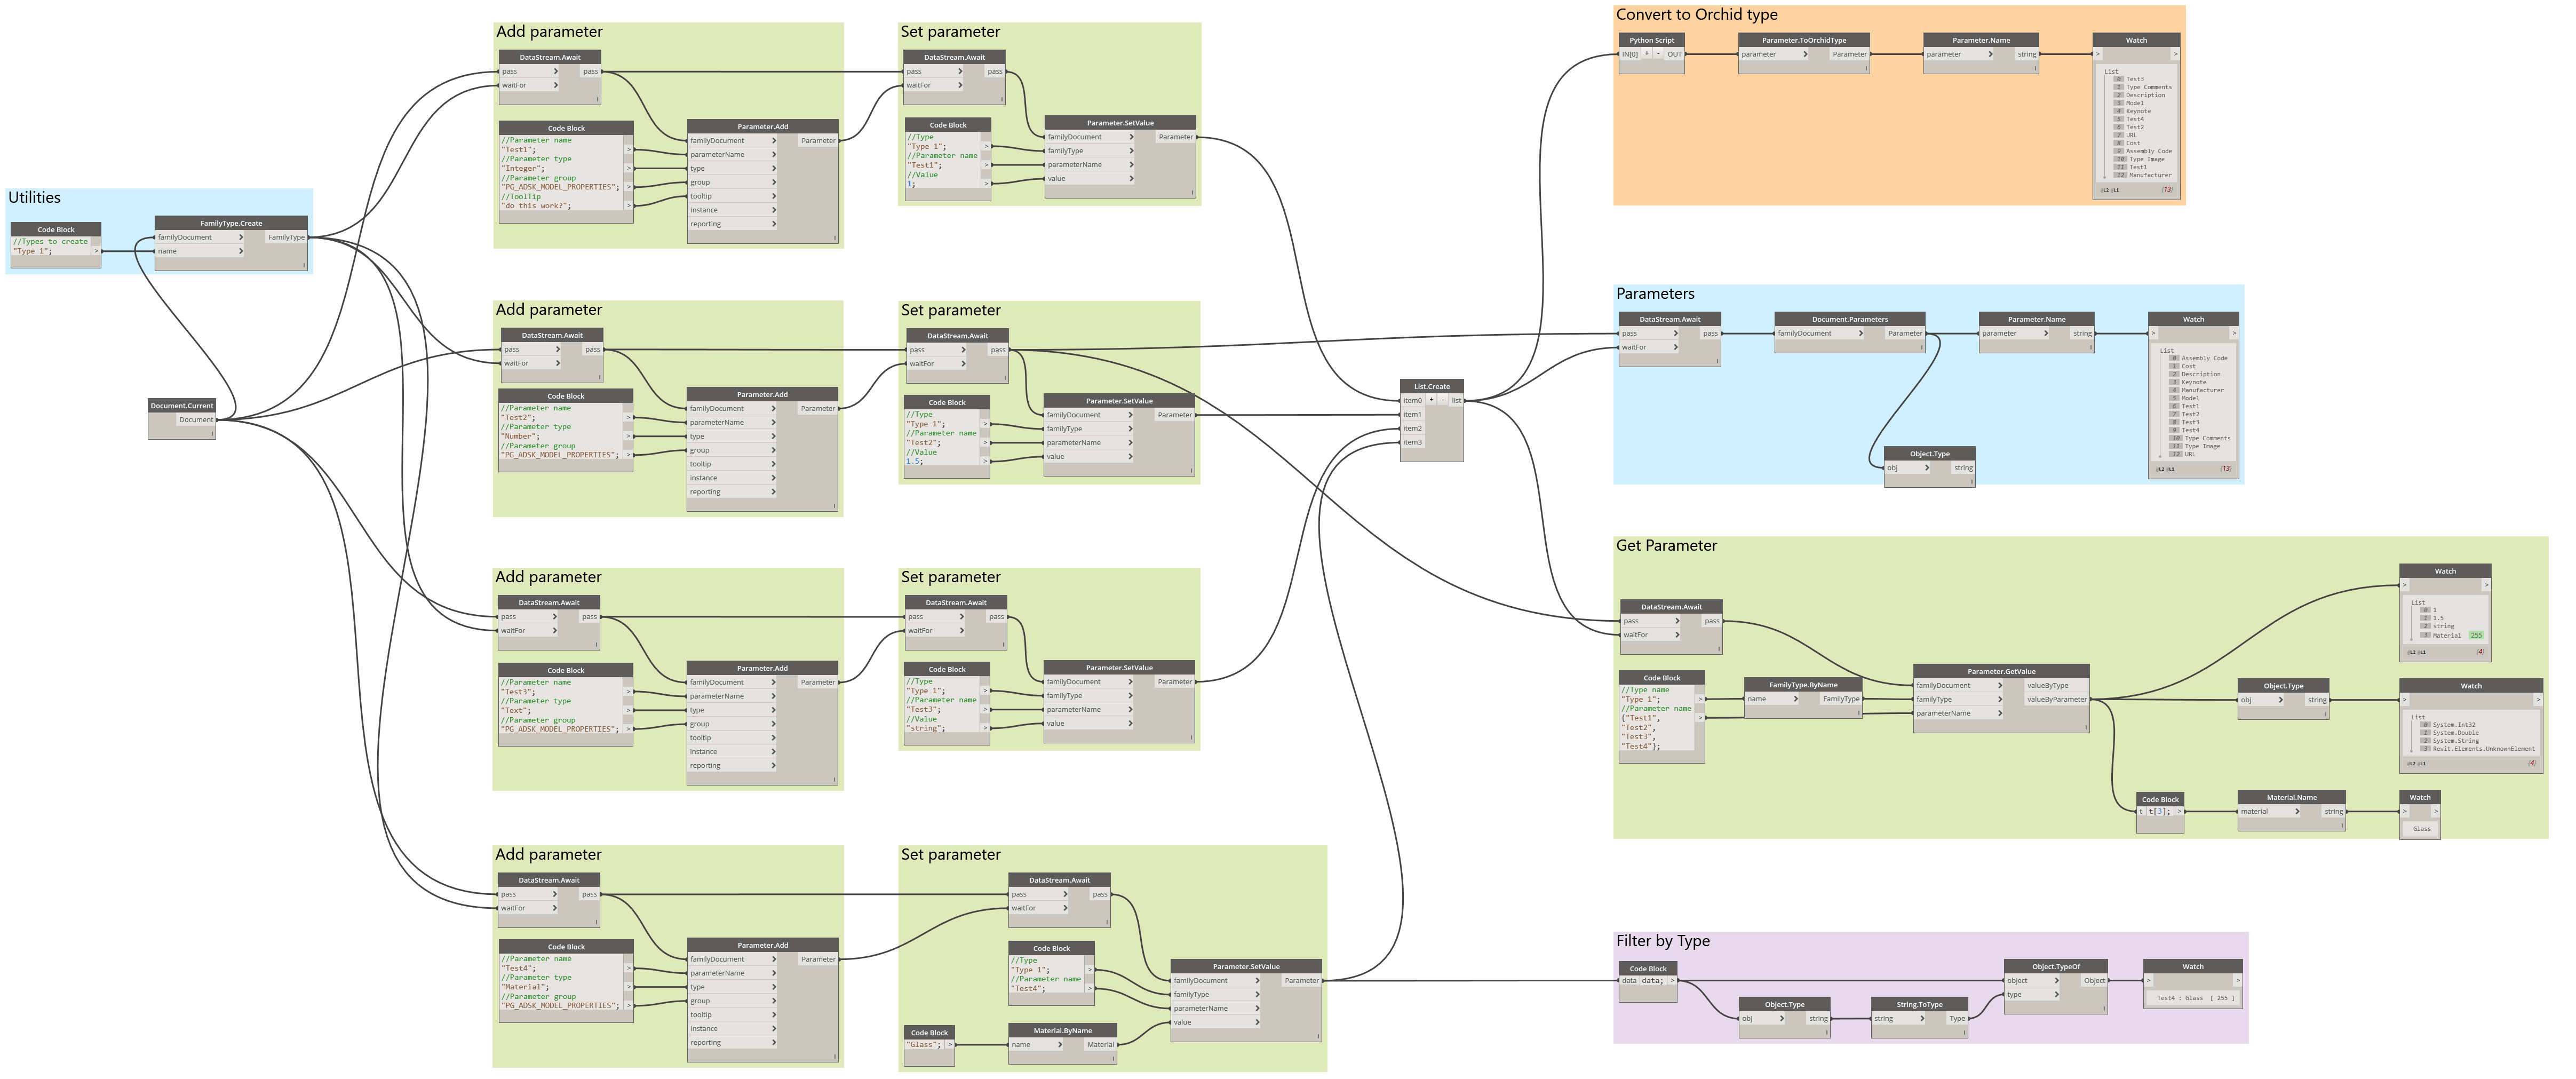 Utilities
Code Block
//Types to create
"Type 1"; >
FamilyType.Create
familyDocument > FamilyType
name >
Document.Current
Document
Add parameter
DataStream.Await
pass > pass
waitFor >
Code Block
//Parameter name
"Test1"; >
//Parameter type
"Integer"; >
//Parameter group
"PG_ADSK_MODEL_PROPERTIES"; >
//ToolTip
"do this work?"; >
Parameter.Add
familyDocument > Parameter
parameterName >
type >
group >
tooltip >
instance >
reporting >
Set parameter
DataStream.Await
pass > pass
waitFor >
Code Block
//Type
"Type 1"; >
//Parameter name
"Test1"; >
//Value
1; >
Parameter.SetValue
familyDocument > Parameter
familyType >
parameterName >
value >
Add parameter
DataStream.Await
pass > pass
waitFor >
Code Block
//Parameter name
"Test2"; >
//Parameter type
"Number"; >
//Parameter group
"PG_ADSK_MODEL_PROPERTIES"; >
Parameter.Add
familyDocument > Parameter
parameterName >
type >
group >
tooltip >
instance >
reporting >
Set parameter
DataStream.Await
pass > pass
waitFor >
Code Block
//Type
"Type 1"; >
//Parameter name
"Test2"; >
//Value
1.5; >
Parameter.SetValue
familyDocument > Parameter
familyType >
parameterName >
value >
Add parameter
DataStream.Await
pass > pass
waitFor >
Code Block
//Parameter name
"Test3"; >
//Parameter type
"Text"; >
//Parameter group
"PG_ADSK_MODEL_PROPERTIES"; >
Parameter.Add
familyDocument > Parameter
parameterName >
type >
group >
tooltip >
instance >
reporting >
Set parameter
DataStream.Await
pass > pass
waitFor >
Code Block
//Type
"Type 1"; >
//Parameter name
"Test3"; >
//Value
"string"; >
Parameter.SetValue
familyDocument > Parameter
familyType >
parameterName >
value >
Add parameter
DataStream.Await
pass > pass
waitFor >
Code Block
//Parameter name
"Test4"; >
//Parameter type
"Material"; >
//Parameter group
"PG_ADSK_MODEL_PROPERTIES"; >
Parameter.Add
familyDocument > Parameter
parameterName >
type >
group >
tooltip >
instance >
reporting >
Set parameter
DataStream.Await
pass > pass
waitFor >
Code Block
//Type
"Type 1"; >
//Parameter name
"Test4"; >
Code Block
"Glass"; >
Material.ByName
name > Material
Parameter.SetValue
familyDocument > Parameter
familyType >
parameterName >
value >
List.Create
item0 + - list
item1
item2
item3
Convert to Orchid type
Python Script
IN[0] + - OUT
Parameter.ToOrchidType
parameter > Parameter
Parameter.Name
parameter > string
Watch
> >
List
0 Test3
1 Type Comments
2 Description
3 Model
4 Keynote
5 Test4
6 Test2
7 URL
8 Cost
9 Assembly Code
10 Type Image
11 Test1
12 Manufacturer
@L2 @L1 {13}
Parameters
DataStream.Await
pass > pass
waitFor >
Document.Parameters
familyDocument > Parameter
Parameter.Name
parameter > string
Object.Type
obj > string
Watch
> >
List
0 Assembly Code
1 Cost
2 Description
3 Keynote
4 Manufacturer
5 Model
6 Test1
7 Test2
8 Test3
9 Test4
10 Type Comments
11 Type Image
12 URL
@L2 @L1 {13}
Get Parameter
DataStream.Await
pass > pass
waitFor >
Code Block
//Type name
"Type 1"; >
//Parameter name
{"Test1", >
"Test2",
"Test3",
"Test4"};
FamilyType.ByName
name > FamilyType
Parameter.GetValue
familyDocument > valueByType
familyType > valueByParameter
parameterName >
Watch
> >
List
0 1
1 1.5
2 string
3 Material 255
@L2 @L1 {4}
Object.Type
obj > string
Watch
> >
List
0 System.Int32
1 System.Double
2 System.String
3 Revit.Elements.UnknownElement
@L2 @L1 {4}
Code Block
t t[3]; >
Material.Name
material > string
Watch
> >
Glass
Filter by Type
Code Block
data data; >
Object.Type
obj > string
String.ToType
string > Type
Object.TypeOf
object > Object
type >
Watch
> >
Test4 : Glass [ 255 ]